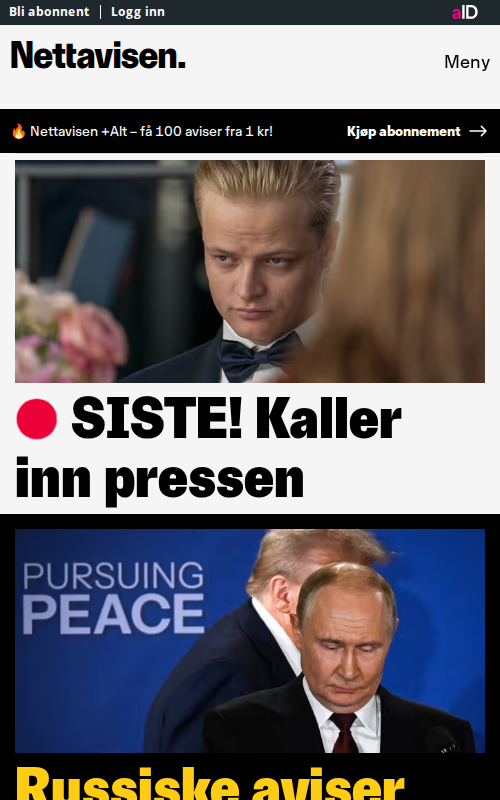 Bli abonnent | Logg inn
aID
Nettavisen.
Meny
🔥 Nettavisen +Alt – få 100 aviser fra 1 kr!
Kjøp abonnement →
SISTE! Kaller
inn pressen
PURSUING
PEACE
Russiske aviser